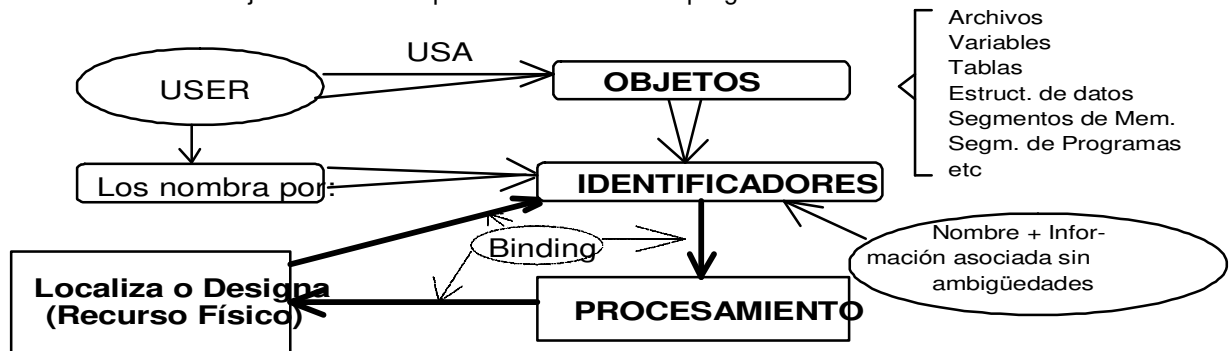 USER
USA
OBJETOS
Archivos
Variables
Tablas
Estruct. de datos
Segmentos de Mem.
Segm. de Programas
etc
Los nombra por:
IDENTIFICADORES
Binding
Nombre + Infor-
mación asociada sin
ambigüedades
Localiza o Designa
(Recurso Físico)
PROCESAMIENTO